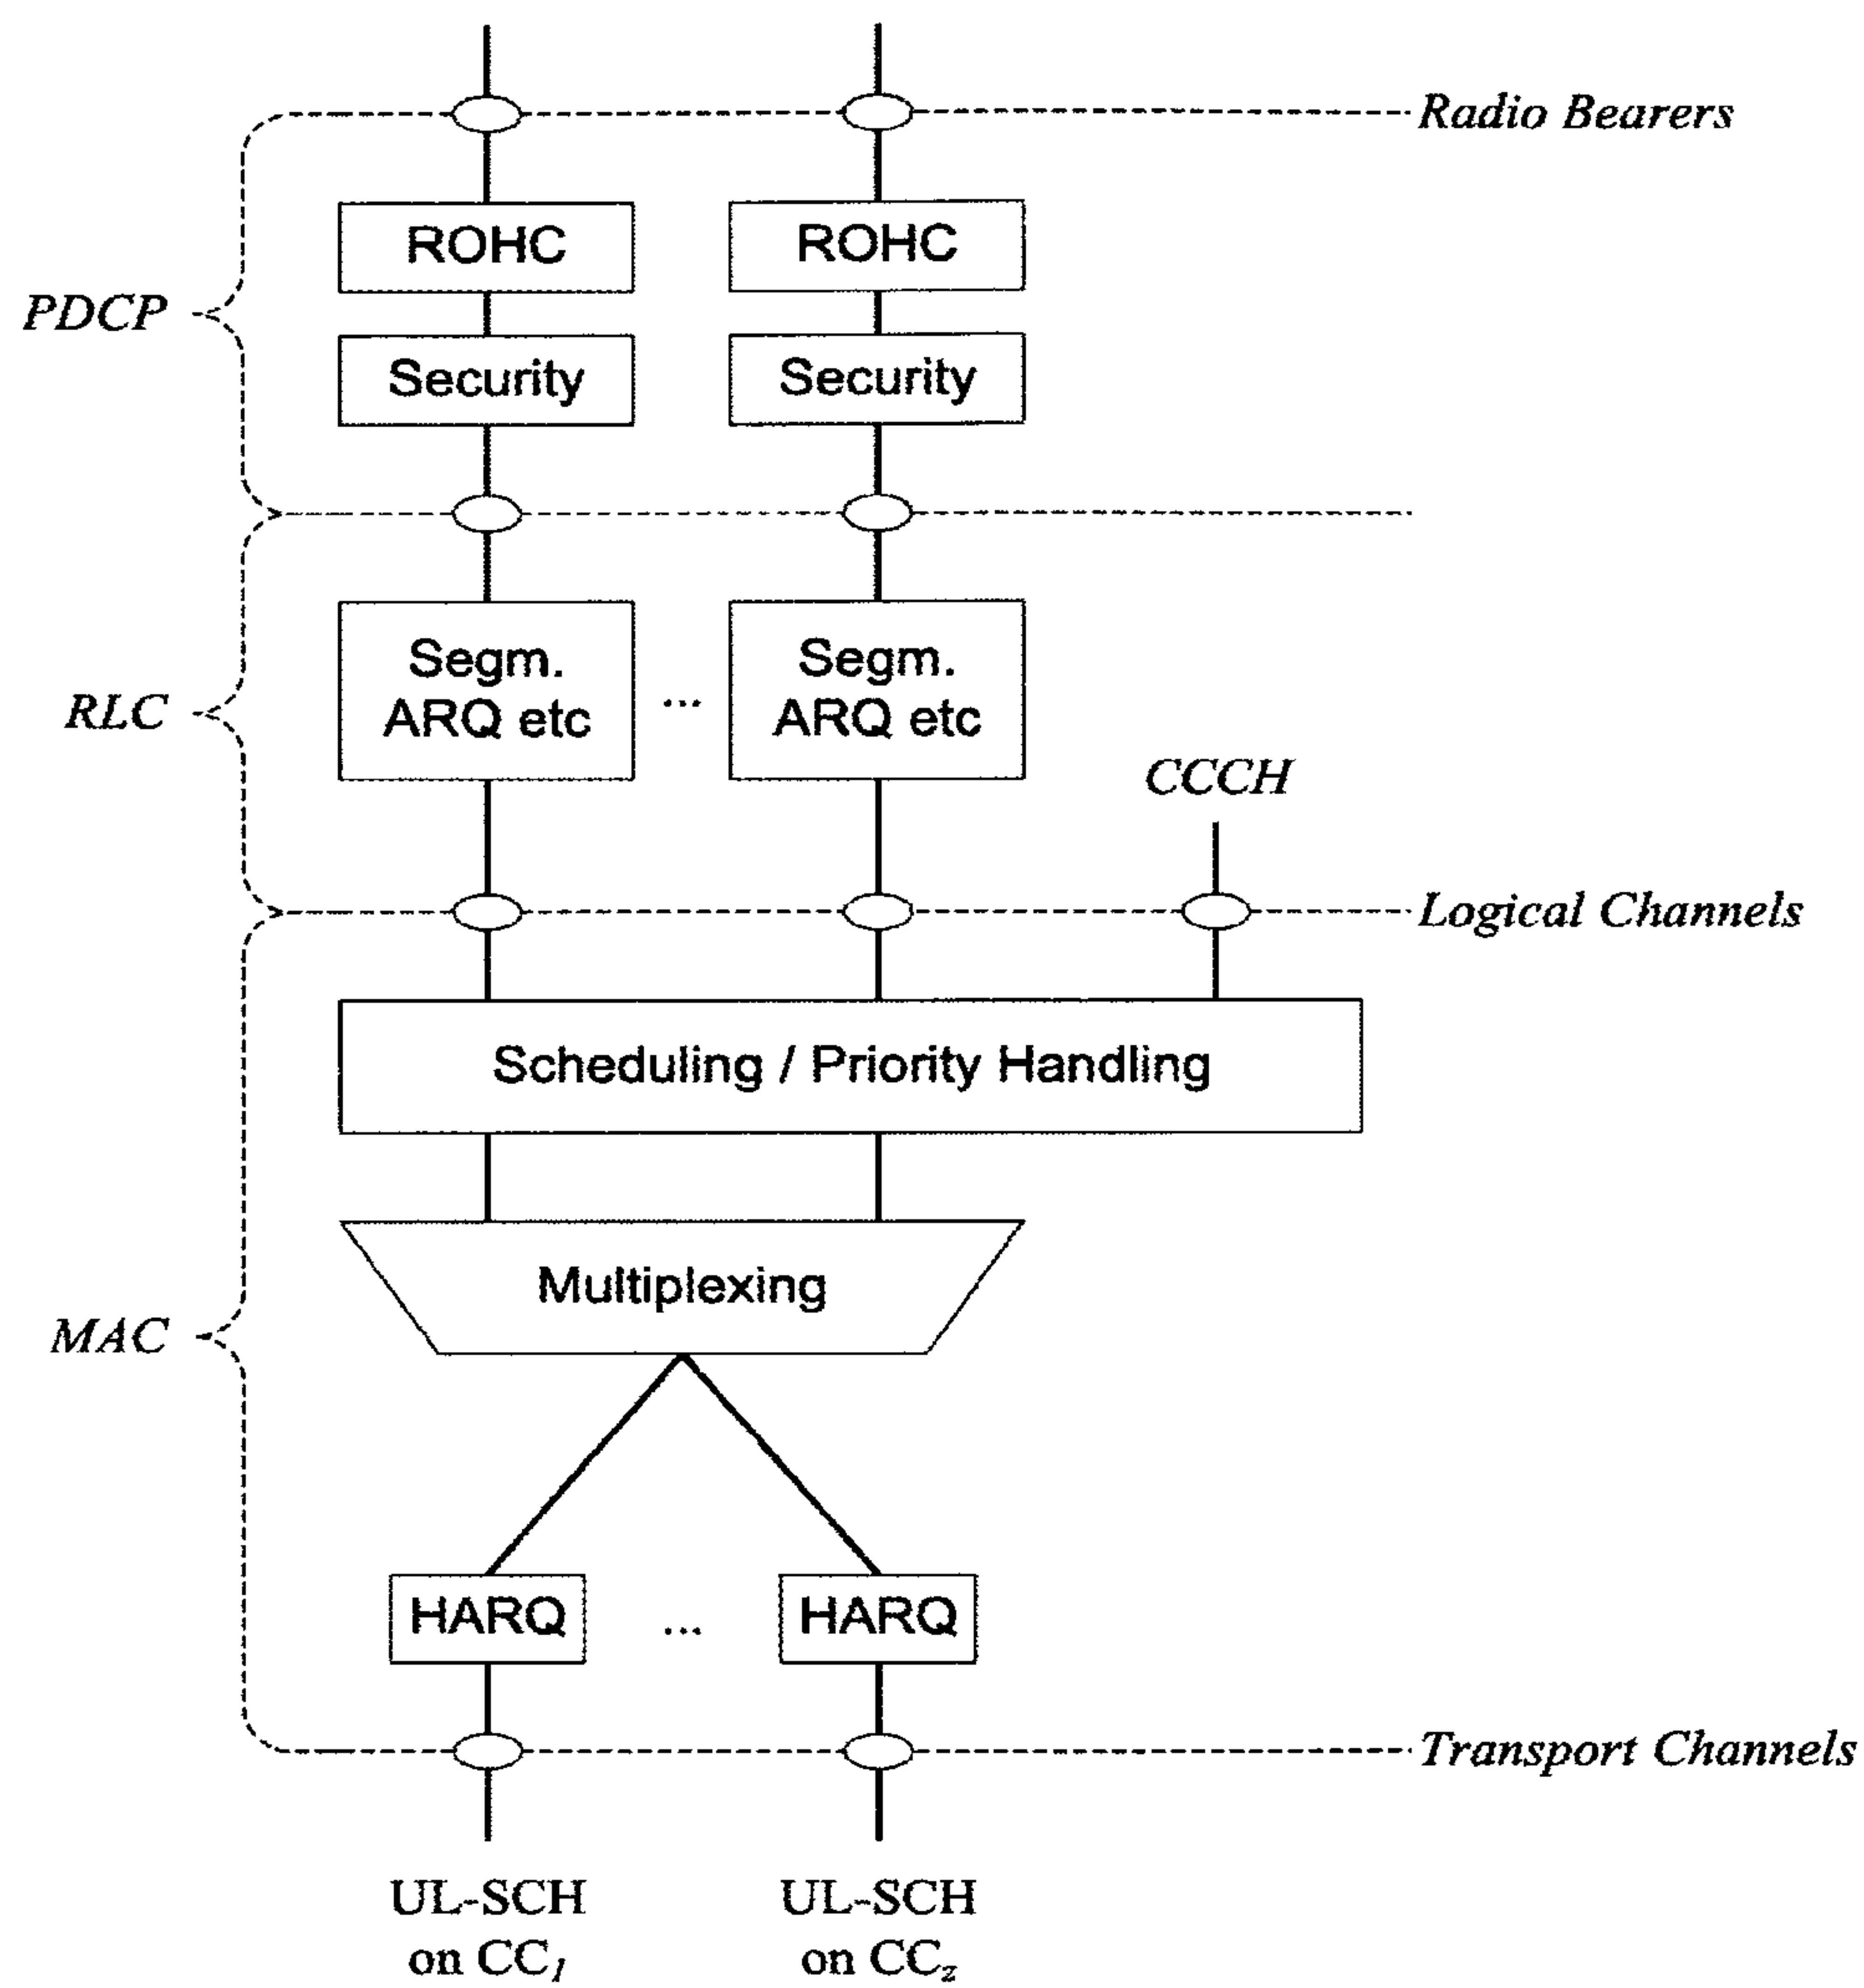 Radio Bearers
ROHC
ROHC
PDCP
Security
Security
Segm.
ARQ etc
...
Segm.
ARQ etc
RLC
CCCH
Logical Channels
Scheduling / Priority Handling
Multiplexing
MAC
HARQ
...
HARQ
Transport Channels
UL-SCH
on CC1
UL-SCH
on CCz